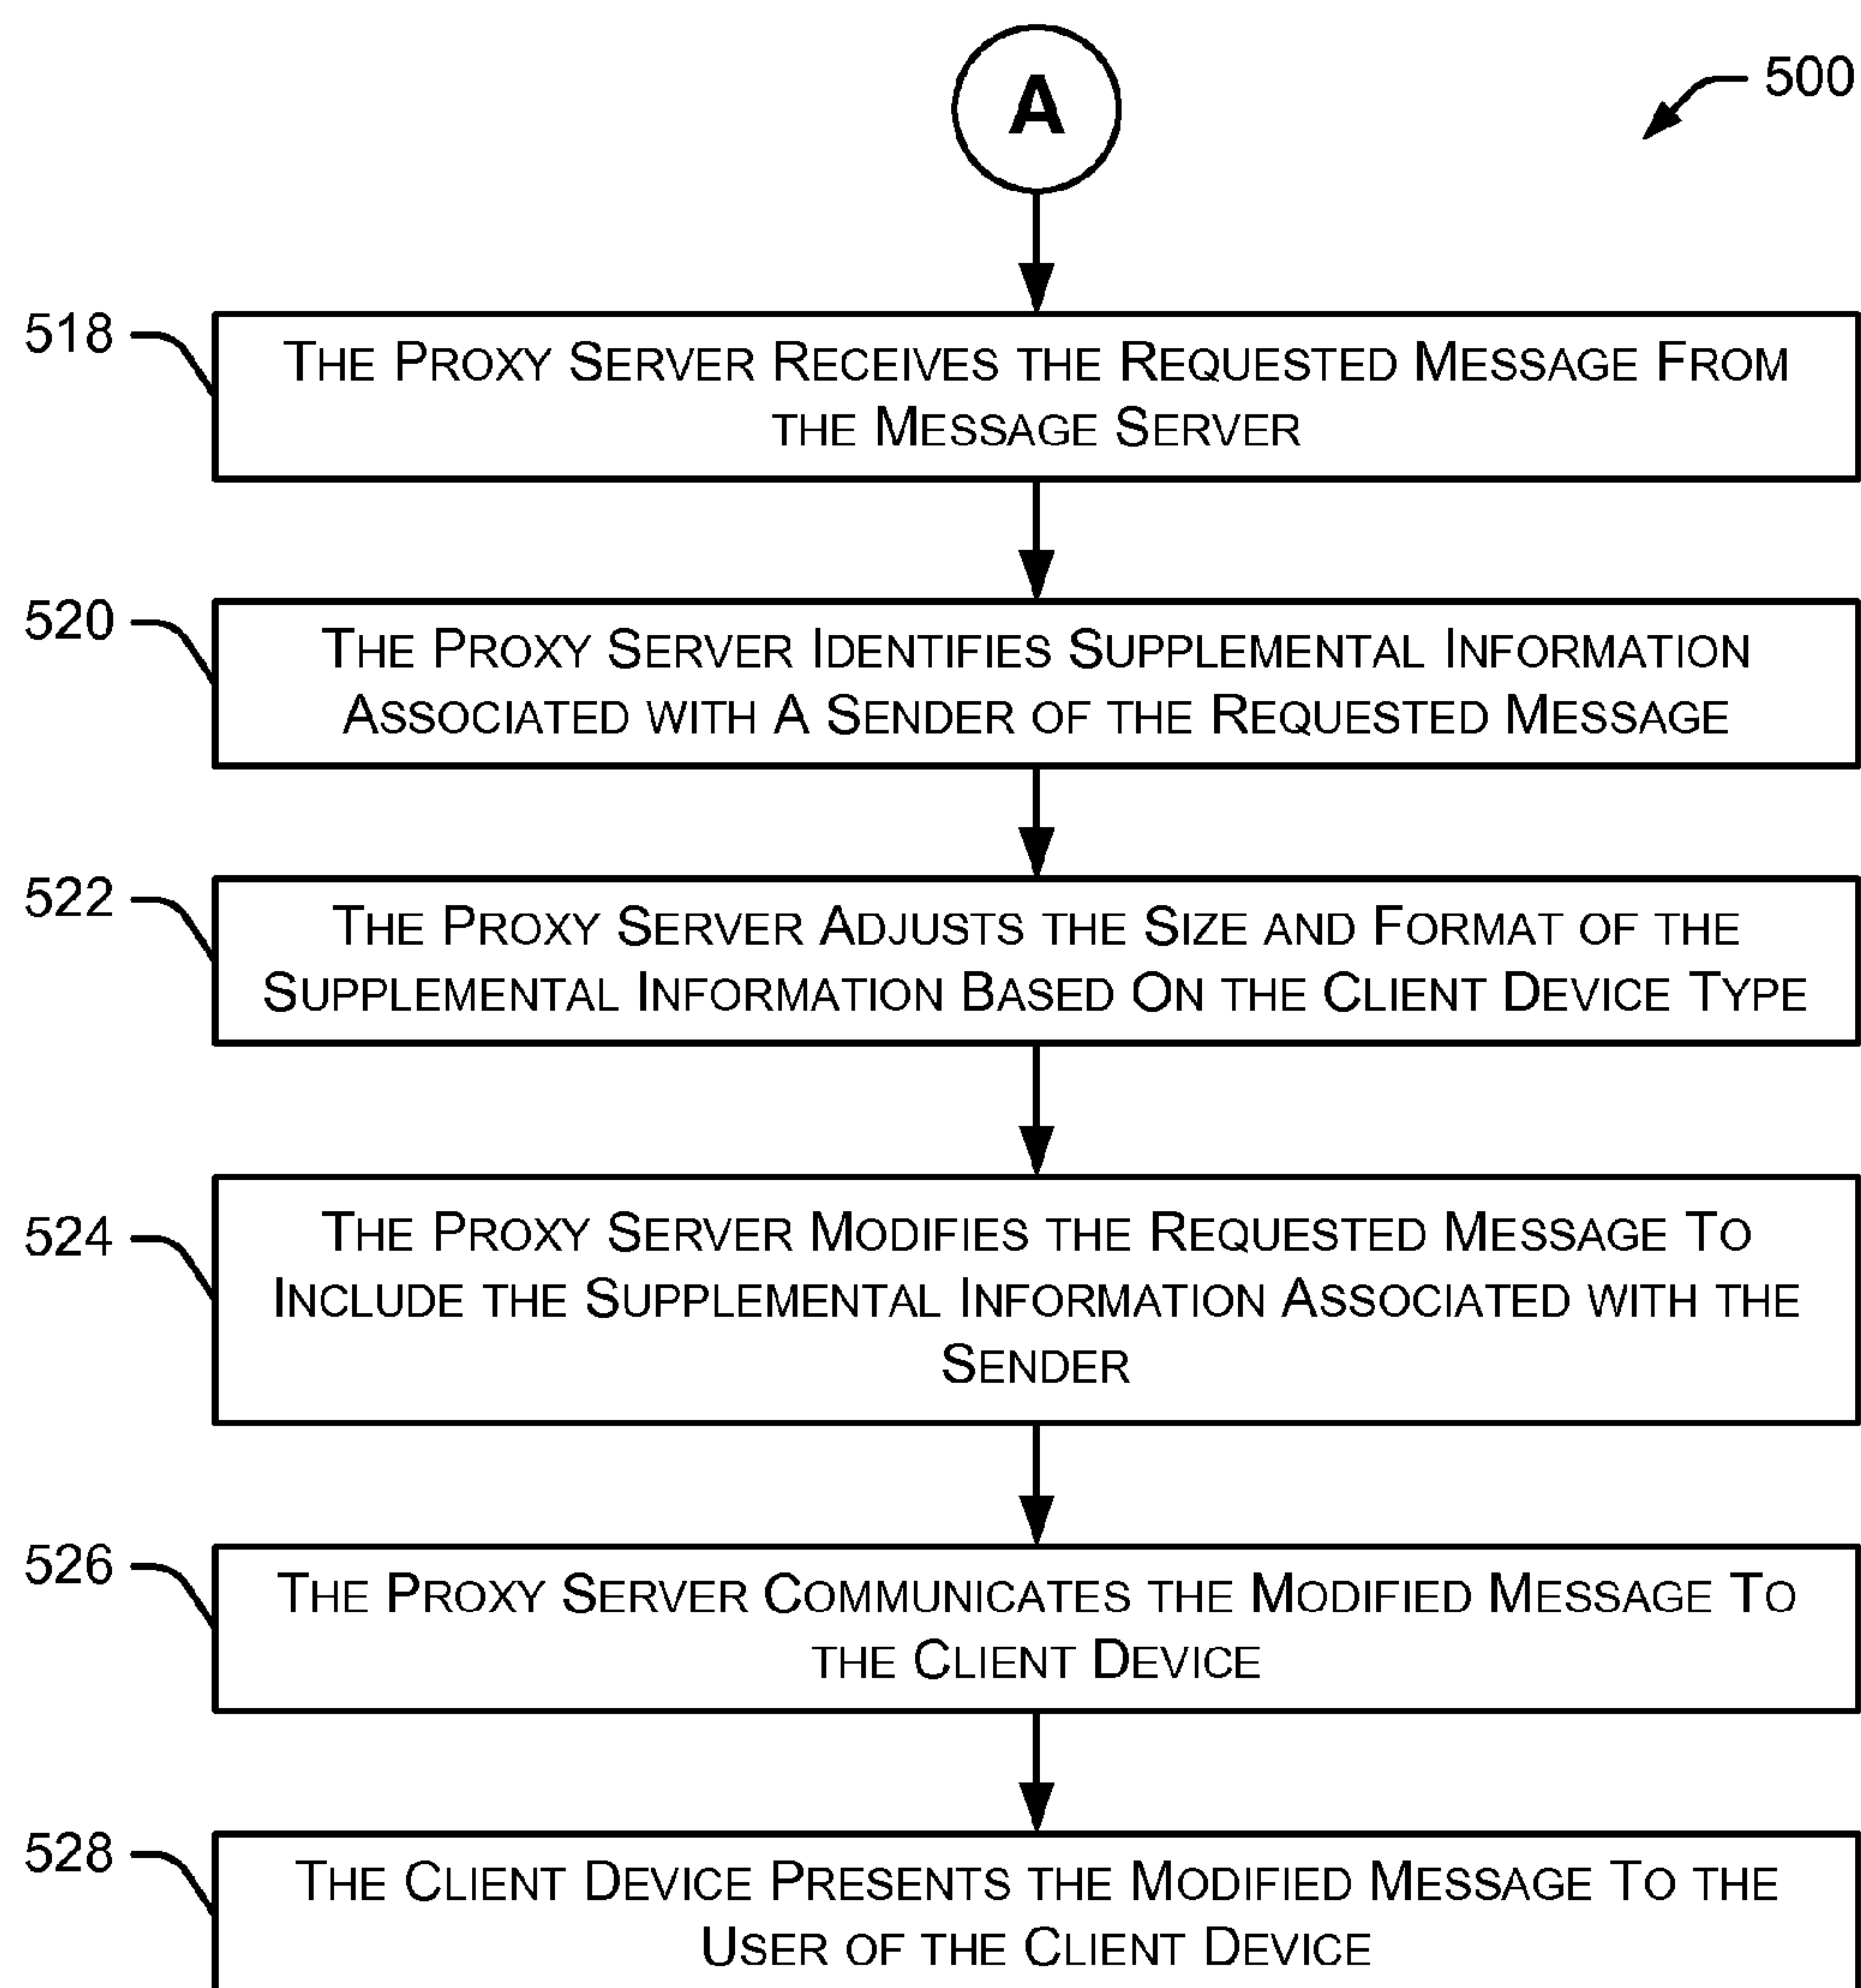 A
500
518
THE PROXY SERVER RECEIVES THE REQUESTED MESSAGE FROM
THE MESSAGE SERVER
520
THE PROXY SERVER IDENTIFIES SUPPLEMENTAL INFORMATION
ASSOCIATED WITH A SENDER OF THE REQUESTED MESSAGE
522
THE PROXY SERVER ADJUSTS THE SIZE AND FORMAT OF THE
SUPPLEMENTAL INFORMATION BASED ON THE CLIENT DEVICE TYPE
524
THE PROXY SERVER MODIFIES THE REQUESTED MESSAGE TO
INCLUDE THE SUPPLEMENTAL INFORMATION ASSOCIATED WITH THE
SENDER
526
THE PROXY SERVER COMMUNICATES THE MODIFIED MESSAGE TO
THE CLIENT DEVICE
528
THE CLIENT DEVICE PRESENTS THE MODIFIED MESSAGE TO THE
USER OF THE CLIENT DEVICE